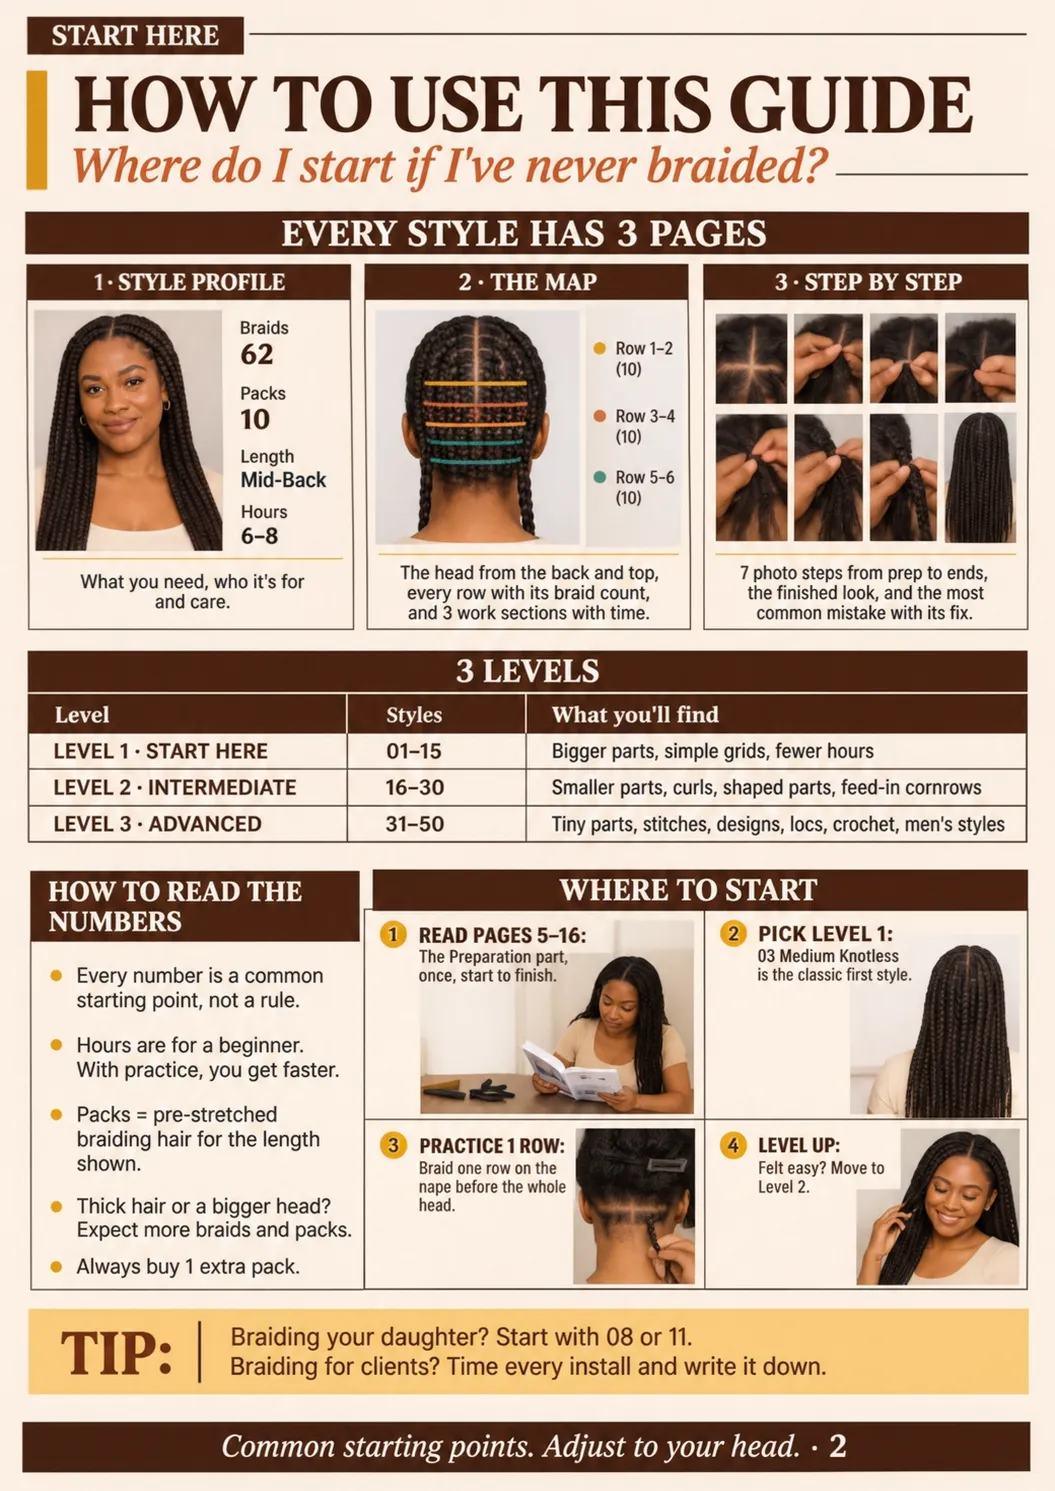 START HERE
HOW TO USE THIS GUIDE
Where do I start if I've never braided?
EVERY STYLE HAS 3 PAGES
1 · STYLE PROFILE
Braids
62
Packs
10
Length
Mid-Back
Hours
6–8
What you need, who it's for
and care.
2 · THE MAP
Row 1–2
(10)
Row 3–4
(10)
Row 5–6
(10)
The head from the back and top,
every row with its braid count,
and 3 work sections with time.
3 · STEP BY STEP
7 photo steps from prep to ends,
the finished look, and the most
common mistake with its fix.
3 LEVELS
Level Styles What you'll find
LEVEL 1 · START HERE 01–15 Bigger parts, simple grids, fewer hours
LEVEL 2 · INTERMEDIATE 16–30 Smaller parts, curls, shaped parts, feed-in cornrows
LEVEL 3 · ADVANCED 31–50 Tiny parts, stitches, designs, locs, crochet, men's styles
HOW TO READ THE
NUMBERS
Every number is a common
starting point, not a rule.
Hours are for a beginner.
With practice, you get faster.
Packs = pre-stretched
braiding hair for the length
shown.
Thick hair or a bigger head?
Expect more braids and packs.
Always buy 1 extra pack.
WHERE TO START
1 READ PAGES 5–16:
The Preparation part,
once, start to finish.
2 PICK LEVEL 1:
03 Medium Knotless
is the classic first style.
3 PRACTICE 1 ROW:
Braid one row on the
nape before the whole
head.
4 LEVEL UP:
Felt easy? Move to
Level 2.
TIP:
Braiding your daughter? Start with 08 or 11.
Braiding for clients? Time every install and write it down.
Common starting points. Adjust to your head. · 2